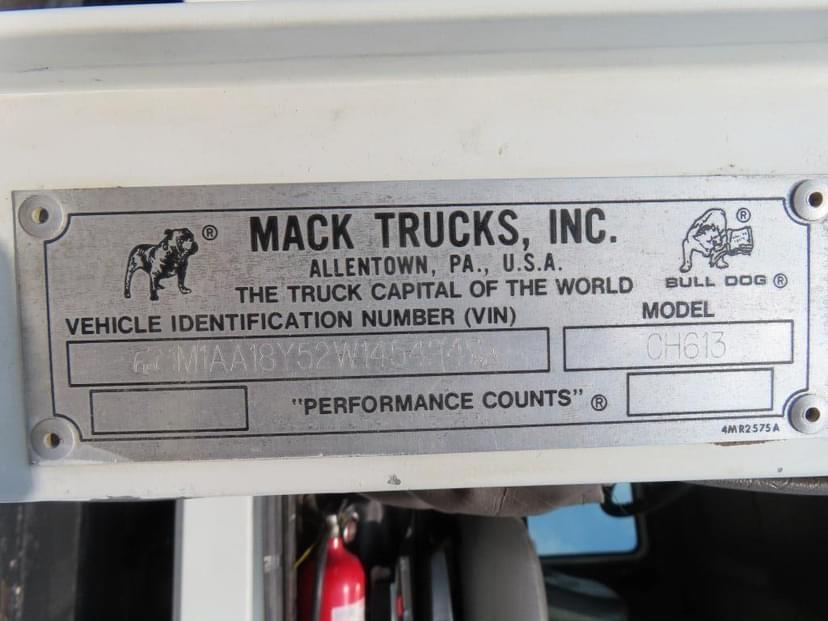 MACK TRUCKS, INC.
ALLENTOWN, PA., U.S.A.
THE TRUCK CAPITAL OF THE WORLD
BULL DOG ®
VEHICLE IDENTIFICATION NUMBER (VIN)
MODEL
CH613
"PERFORMANCE COUNTS" ®
4MR2575A